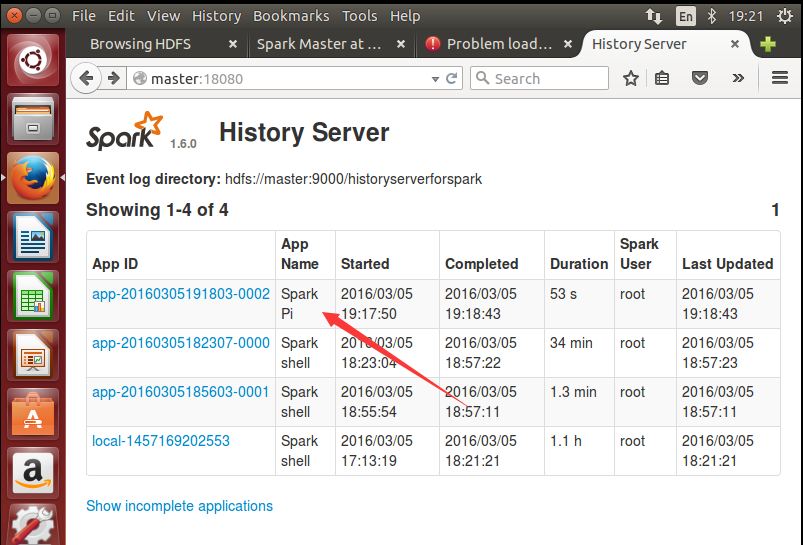 File Edit View History Bookmarks Tools Help En 19:21
Browsing HDFS × Spark Master at ... × Problem load... × History Server ×
master:18080 Search
Spark 1.6.0 History Server
Event log directory: hdfs://master:9000/historyserverforspark
Showing 1-4 of 4 1
App ID App Name Started Completed Duration Spark User Last Updated
app-20160305191803-0002 Spark Pi 2016/03/05 19:17:50 2016/03/05 19:18:43 53 s root 2016/03/05 19:18:43
app-20160305182307-0000 Spark shell 2016/03/05 18:23:04 2016/03/05 18:57:22 34 min root 2016/03/05 18:57:23
app-20160305185603-0001 Spark shell 2016/03/05 18:55:54 2016/03/05 18:57:11 1.3 min root 2016/03/05 18:57:11
local-1457169202553 Spark shell 2016/03/05 17:13:19 2016/03/05 18:21:21 1.1 h root 2016/03/05 18:21:21
Show incomplete applications